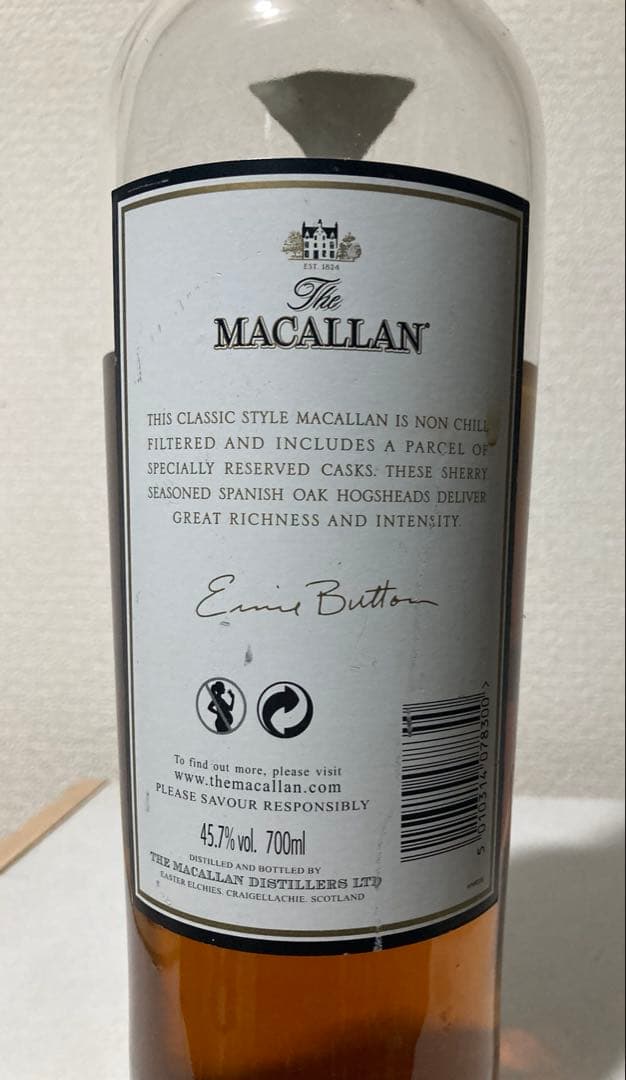 EST. 1824
The
MACALLAN
THIS CLASSIC STYLE MACALLAN IS NON CHILL
FILTERED AND INCLUDES A PARCEL OF
SPECIALLY RESERVED CASKS. THESE SHERRY
SEASONED SPANISH OAK HOGSHEADS DELIVER
GREAT RICHNESS AND INTENSITY.
Ernie Button
To find out more, please visit
www.themacallan.com
PLEASE SAVOUR RESPONSIBLY
45.7% vol. 700ml
DISTILLED AND BOTTLED BY
THE MACALLAN DISTILLERS LTD
EASTER ELCHIES, CRAIGELLACHIE, SCOTLAND
5 010314 078300 >